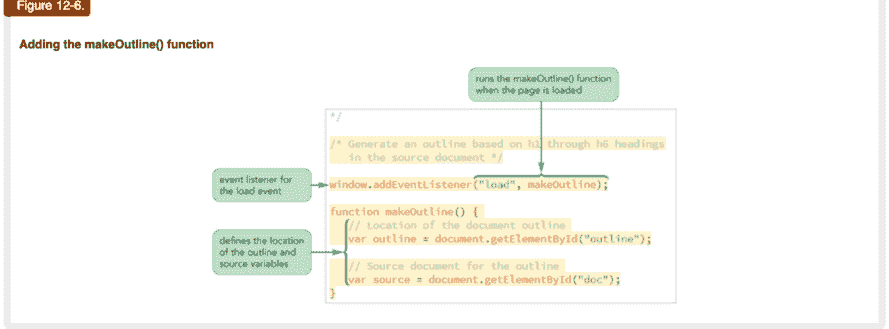 Figure 12-6.
Adding the makeOutline() function
runs the makeOutline() function
when the page is loaded
*/
/* Generate an outline based on h1 through h6 headings
in the source document */
event listener for
the load event
window.addEventListener("load", makeOutline);
function makeOutline() {
// Location of the document outline
var outline = document.getElementById("outline");
defines the location
of the outline and
source variables
// Source document for the outline
var source = document.getElementById("doc");
}